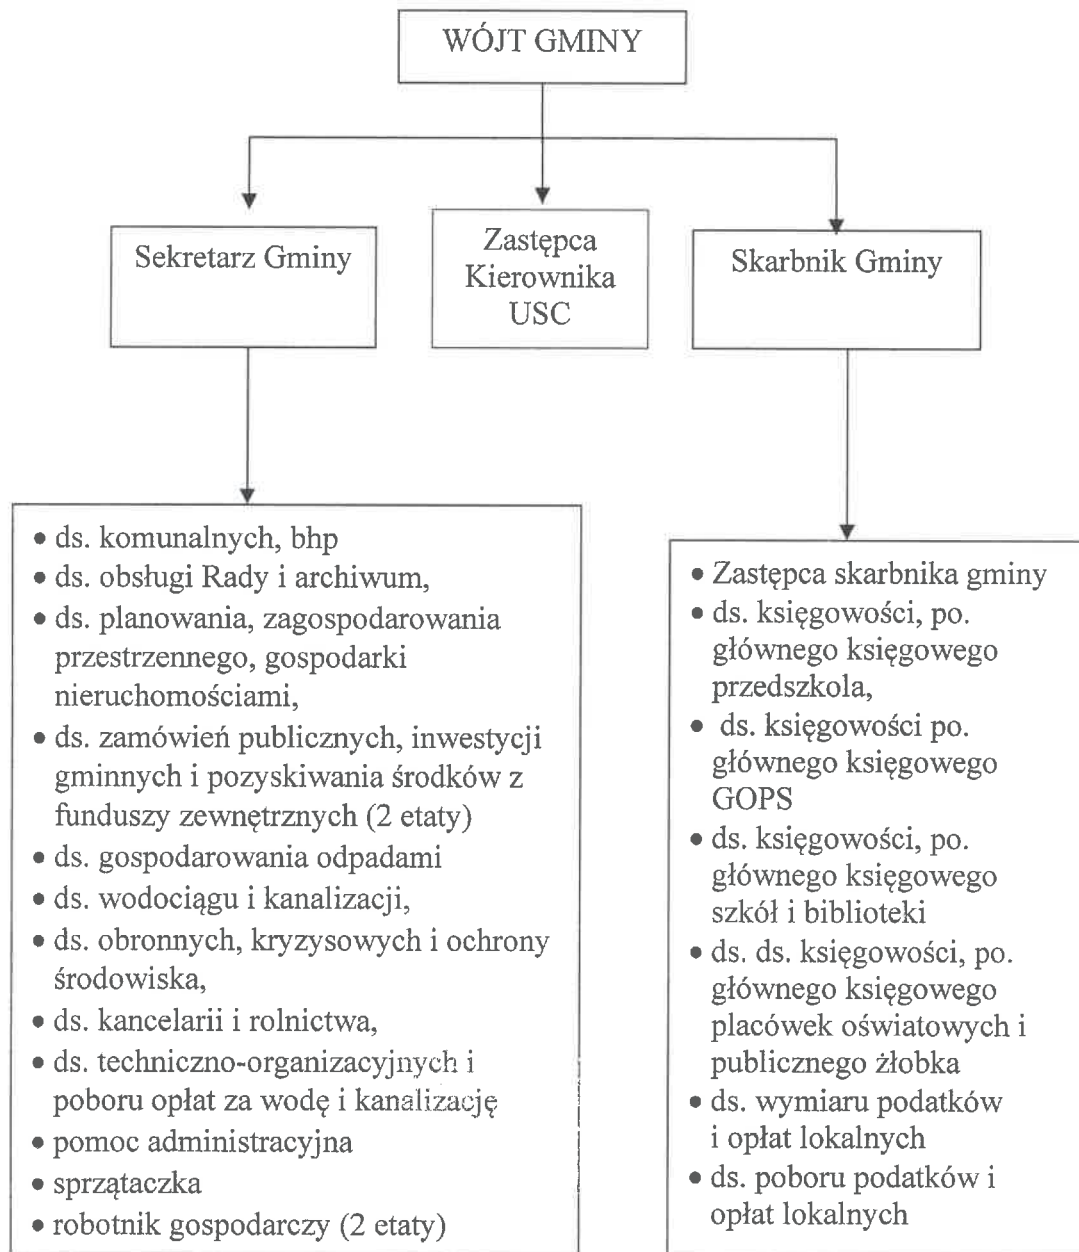 WÓJT GMINY
Sekretarz Gminy
Zastępca
Kierownika
USC
Skarbnik Gminy
• ds. komunalnych, bhp
• ds. obsługi Rady i archiwum,
• ds. planowania, zagospodarowania
przestrzennego, gospodarki
nieruchomościami,
• ds. zamówień publicznych, inwestycji
gminnych i pozyskiwania środków z
funduszy zewnętrznych (2 etaty)
• ds. gospodarowania odpadami
• ds. wodociągu i kanalizacji,
• ds. obronnych, kryzysowych i ochrony
środowiska,
• ds. kancelarii i rolnictwa,
• ds. techniczno-organizacyjnych i
poboru opłat za wodę i kanalizację
• pomoc administracyjna
• sprzątaczka
• robotnik gospodarczy (2 etaty)
• Zastępca skarbnika gminy
• ds. księgowości, po.
głównego księgowego
przedszkola,
• ds. księgowości po.
głównego księgowego
GOPS
• ds. księgowości, po.
głównego księgowego
szkół i biblioteki
• ds. ds. księgowości, po.
głównego księgowego
placówek oświatowych i
publicznego żłobka
• ds. wymiaru podatków
i opłat lokalnych
• ds. poboru podatków i
opłat lokalnych